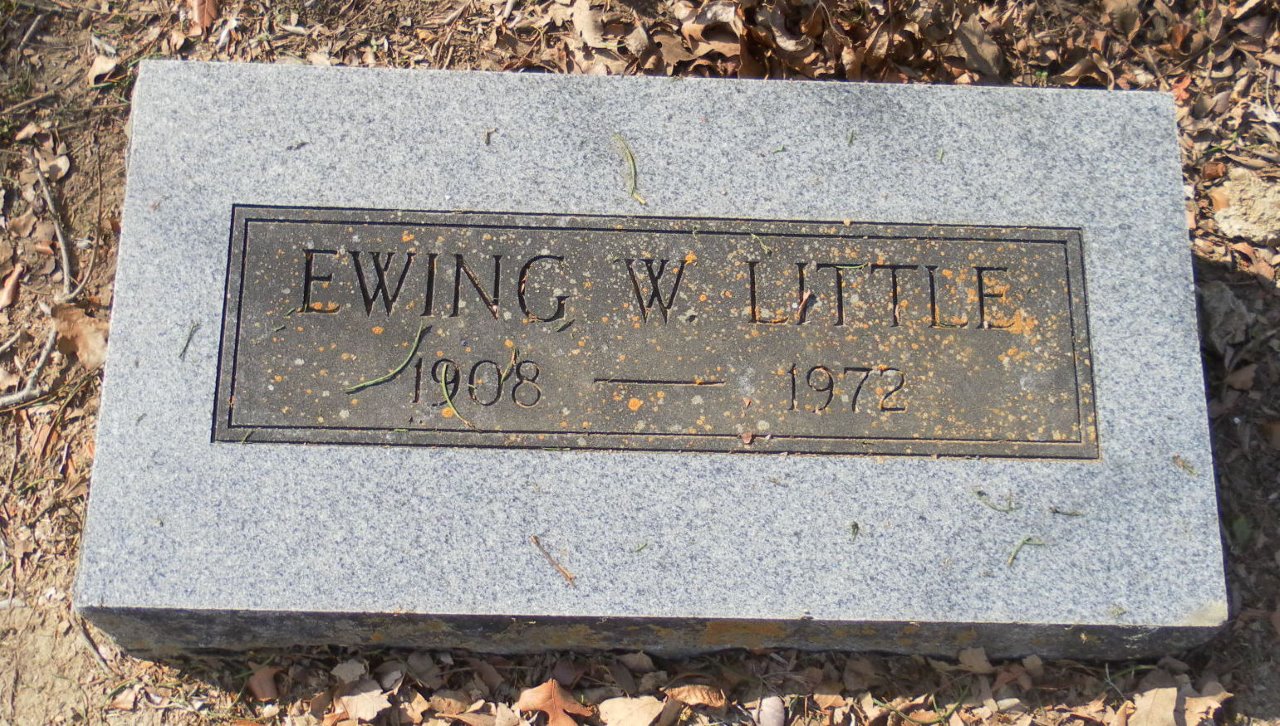 EWING W. LITTLE
1908 — 1972